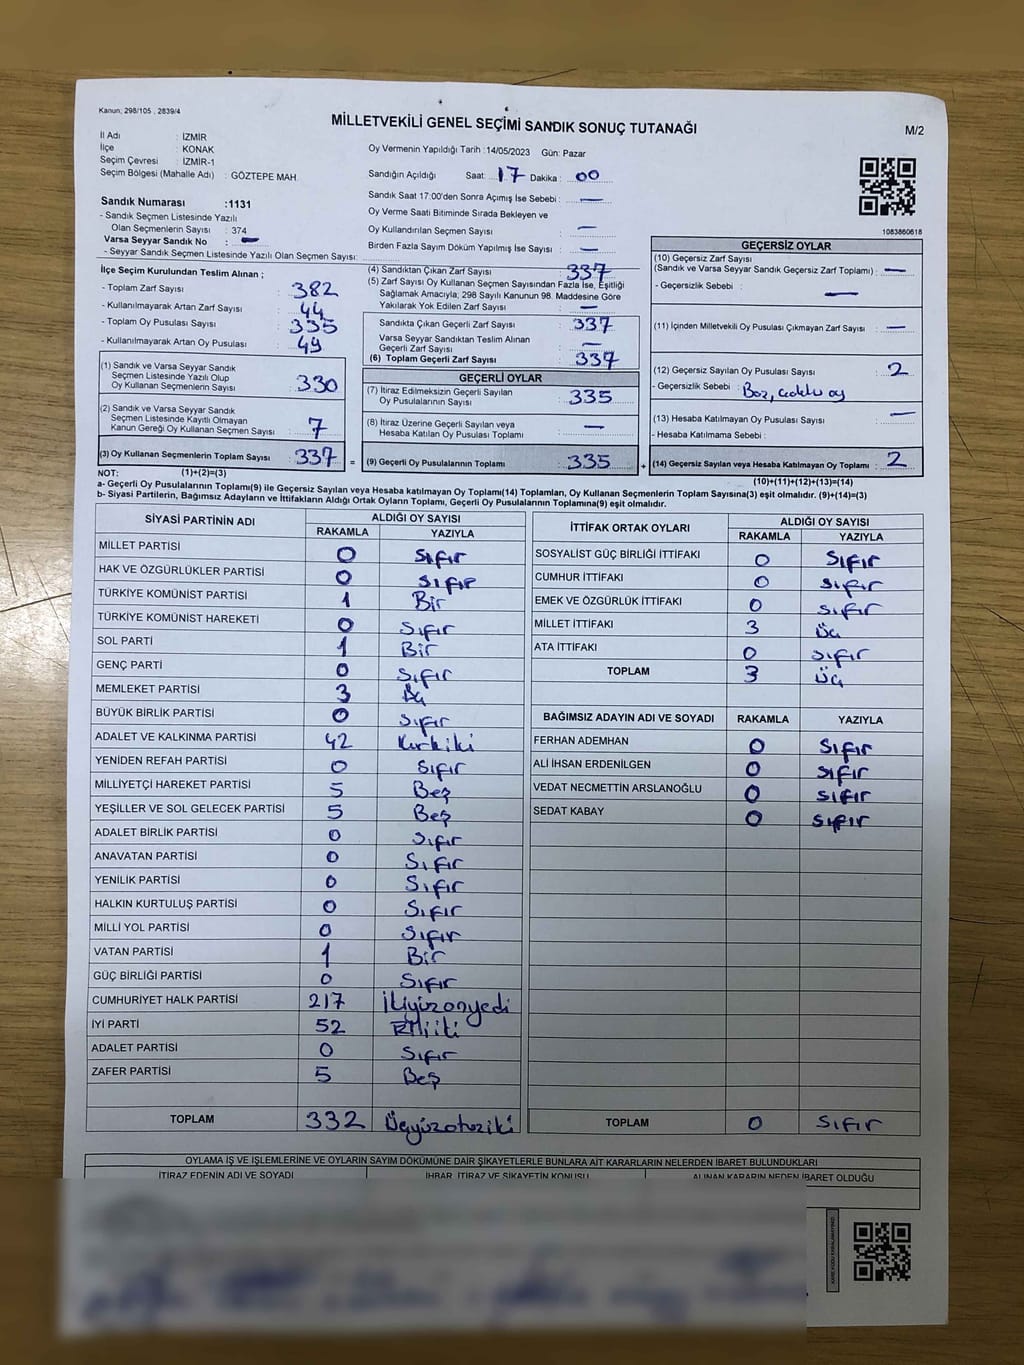 Kanun; 298/105 , 2839/4
MİLLETVEKİLİ GENEL SEÇİMİ SANDIK SONUÇ TUTANAĞI
M/2
İl Adı : İZMİR
İlçe : KONAK
Seçim Çevresi : İZMİR-1
Seçim Bölgesi (Mahalle Adı) : GÖZTEPE MAH.
Oy Vermenin Yapıldığı Tarih :14/05/2023 Gün: Pazar
Sandığın Açıldığı Saat: 17 Dakika : 00
Sandık Saat 17:00'den Sonra Açımış İse Sebebi : —
Oy Verme Saati Bitiminde Sırada Bekleyen ve
Oy Kullandırılan Seçmen Sayısı : —
Birden Fazla Sayım Döküm Yapılmış İse Sayısı : —
Sandık Numarası :1131
- Sandık Seçmen Listesinde Yazılı
Olan Seçmenlerin Sayısı : 374
Varsa Seyyar Sandık No : —
- Seyyar Sandık Seçmen Listesinde Yazılı Olan Seçmen Sayısı:
1083860618
İlçe Seçim Kurulundan Teslim Alınan ;
- Toplam Zarf Sayısı : 382
- Kullanılmayarak Artan Zarf Sayısı : 44
- Toplam Oy Pusulası Sayısı : 335
- Kullanılmayarak Artan Oy Pusulası : 49
(1) Sandık ve Varsa Seyyar Sandık
Seçmen Listesinde Yazılı Olup
Oy Kullanan Seçmenlerin Sayısı : 330
(2) Sandık ve Varsa Seyyar Sandık
Seçmen Listesinde Kayıtlı Olmayan
Kanun Gereği Oy Kullanan Seçmen Sayısı : 7
(3) Oy Kullanan Seçmenlerin Toplam Sayısı : 337 =
(4) Sandıktan Çıkan Zarf Sayısı : 337
(5) Zarf Sayısı Oy Kullanan Seçmen Sayısından Fazla İse, Eşitliği
Sağlamak Amacıyla; 298 Sayılı Kanunun 98. Maddesine Göre
Yakılarak Yok Edilen Zarf Sayısı : —
Sandıkta Çıkan Geçerli Zarf Sayısı : 337
Varsa Seyyar Sandıktan Teslim Alınan
Geçerli Zarf Sayısı : —
(6) Toplam Geçerli Zarf Sayısı : 337
GEÇERLİ OYLAR
(7) İtiraz Edilmeksizin Geçerli Sayılan
Oy Pusulalarının Sayısı : 335
(8) İtiraz Üzerine Geçerli Sayılan veya
Hesaba Katılan Oy Pusulası Toplamı : —
(9) Geçerli Oy Pusulalarının Toplamı : 335 +
GEÇERSİZ OYLAR
(10) Geçersiz Zarf Sayısı
(Sandık ve Varsa Seyyar Sandık Geçersiz Zarf Toplamı) : —
- Geçersizlik Sebebi : —
(11) İçinden Milletvekili Oy Pusulası Çıkmayan Zarf Sayısı : —
(12) Geçersiz Sayılan Oy Pusulası Sayısı : 2
- Geçersizlik Sebebi :
(13) Hesaba Katılmayan Oy Pusulası Sayısı : —
- Hesaba Katılmama Sebebi :
(14) Geçersiz Sayılan veya Hesaba Katılmayan Oy Toplamı : 2
NOT: (1)+(2)=(3)
(10)+(11)+(12)+(13)=(14)
a- Geçerli Oy Pusulalarının Toplamı(9) ile Geçersiz Sayılan veya Hesaba katılmayan Oy Toplamı(14) Toplamları, Oy Kullanan Seçmenlerin Toplam Sayısına(3) eşit olmalıdır. (9)+(14)=(3)
b- Siyasi Partilerin, Bağımsız Adayların ve İttifakların Aldığı Ortak Oyların Toplamı, Geçerli Oy Pusulalarının Toplamına(9) eşit olmalıdır.
SİYASİ PARTİNİN ADI ALDIĞI OY SAYISI
RAKAMLA YAZIYLA
MİLLET PARTİSİ 0 Sıfır
HAK VE ÖZGÜRLÜKLER PARTİSİ 0 Sıfır
TÜRKİYE KOMÜNİST PARTİSİ 1 Bir
TÜRKİYE KOMÜNİST HAREKETİ 0 Sıfır
SOL PARTİ 1 Bir
GENÇ PARTİ 0 Sıfır
MEMLEKET PARTİSİ 3 Üç
BÜYÜK BİRLİK PARTİSİ 0 Sıfır
ADALET VE KALKINMA PARTİSİ 42 Kırkiki
YENİDEN REFAH PARTİSİ 0 Sıfır
MİLLİYETÇİ HAREKET PARTİSİ 5 Beş
YEŞİLLER VE SOL GELECEK PARTİSİ 5 Beş
ADALET BİRLİK PARTİSİ 0 Sıfır
ANAVATAN PARTİSİ 0 Sıfır
YENİLİK PARTİSİ 0 Sıfır
HALKIN KURTULUŞ PARTİSİ 0 Sıfır
MİLLİ YOL PARTİSİ 0 Sıfır
VATAN PARTİSİ 1 Bir
GÜÇ BİRLİĞİ PARTİSİ 0 Sıfır
CUMHURİYET HALK PARTİSİ 217 İkiyüzonyedi
İYİ PARTİ 52 Elliiki
ADALET PARTİSİ 0 Sıfır
ZAFER PARTİSİ 5 Beş
TOPLAM 332 Üçyüzotuziki
İTTİFAK ORTAK OYLARI ALDIĞI OY SAYISI
RAKAMLA YAZIYLA
SOSYALİST GÜÇ BİRLİĞİ İTTİFAKI 0 Sıfır
CUMHUR İTTİFAKI 0 Sıfır
EMEK VE ÖZGÜRLÜK İTTİFAKI 0 Sıfır
MİLLET İTTİFAKI 3 Üç
ATA İTTİFAKI 0 Sıfır
TOPLAM 3 Üç
BAĞIMSIZ ADAYIN ADI VE SOYADI RAKAMLA YAZIYLA
FERHAN ADEMHAN 0 Sıfır
ALİ İHSAN ERDENİLGEN 0 Sıfır
VEDAT NECMETTİN ARSLANOĞLU 0 Sıfır
SEDAT KABAY 0 Sıfır
TOPLAM 0 Sıfır
OYLAMA İŞ VE İŞLEMLERİNE VE OYLARIN SAYIM DÖKÜMÜNE DAİR ŞİKAYETLERLE BUNLARA AİT KARARLARIN NELERDEN İBARET BULUNDUKLARI
İTİRAZ EDENİN ADI VE SOYADI İHBAR, İTİRAZ VE ŞİKAYETİN KONUSU ALINAN KARARIN NEDEN İBARET OLDUĞU